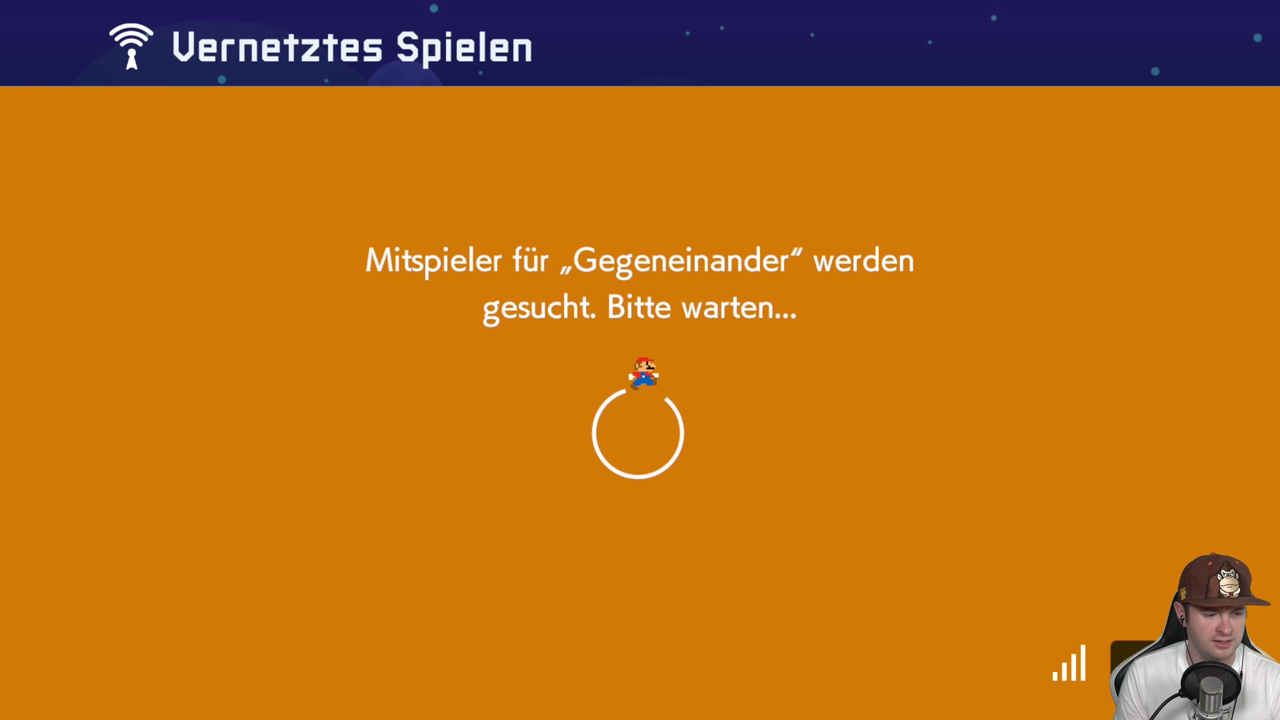 Vernetztes Spielen
Mitspieler für „Gegeneinander“ werden
gesucht. Bitte warten...